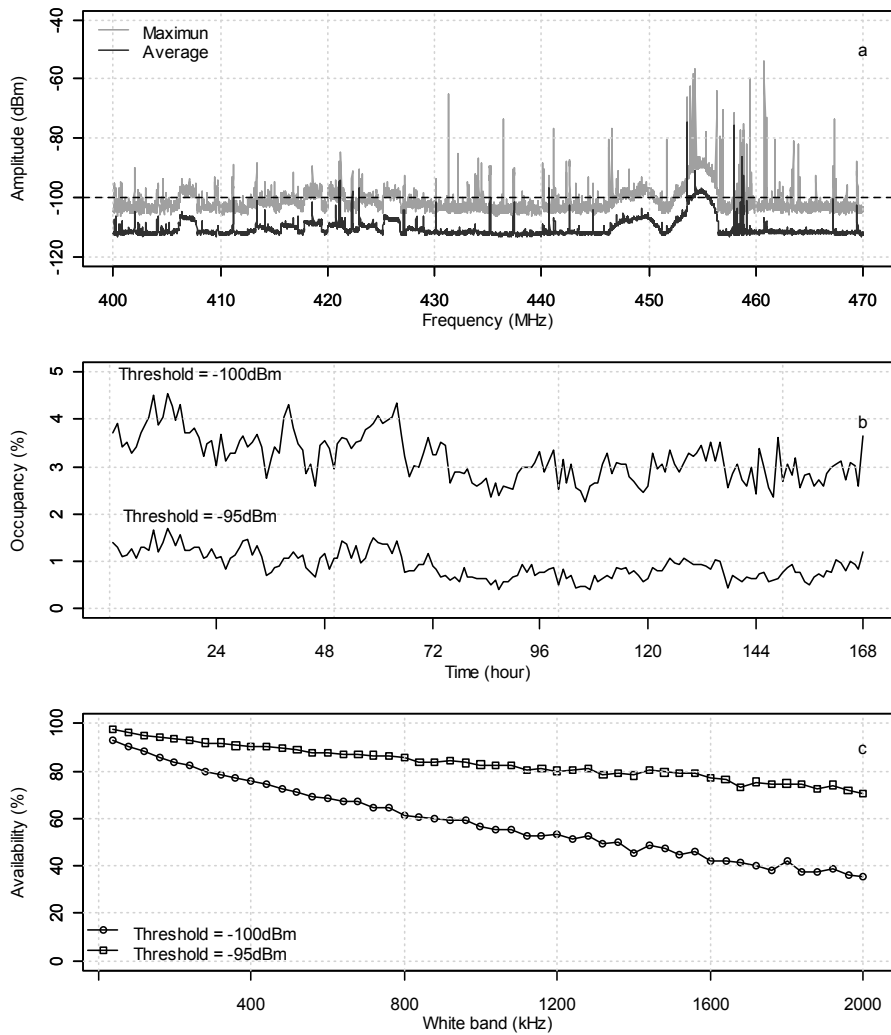 Maximun
Average
a
Amplitude (dBm)
-40
-60
-80
-100
-120
400 410 420 430 440 450 460 470
Frequency (MHz)
Threshold = -100dBm
b
Threshold = -95dBm
Occupancy (%)
5
4
3
2
1
0
24 48 72 96 120 144 168
Time (hour)
c
Availability (%)
100
80
60
40
20
0
Threshold = -100dBm
Threshold = -95dBm
400 800 1200 1600 2000
White band (kHz)